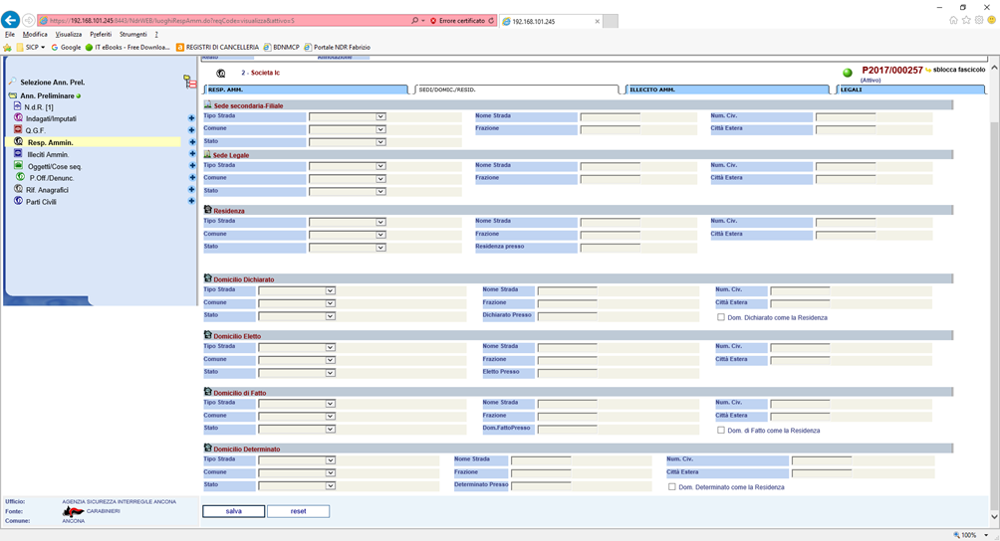 https://192.168.101.245:8443/NdrWEB/luoghiRespAmm.do?reqCode=visualizza&attivo=S
Errore certificato
192.168.101.245
File Modifica Visualizza Preferiti Strumenti ?
SICP Google IT eBooks - Free Downloa... REGISTRI DI CANCELLERIA BDNMCP Portale NDR Fabrizio
Selezione Ann. Prel.
Ann. Preliminare
N.d.R. [1]
Indagati/Imputati
Q.G.F.
Resp. Ammin.
Illeciti Ammin.
Oggetti/Cose seq.
P.Off./Denunc.
Rif. Anagrafici
Parti Civili
2 - Societa lc
P2017/000257 sblocca fascicolo
(Attivo)
RESP. AMM. SEDI/DOMIC./RESID. ILLECITO AMM. LEGALI
Sede secondaria-Filiale
Tipo Strada Nome Strada Num. Civ.
Comune Frazione Città Estera
Stato
Sede Legale
Tipo Strada Nome Strada Num. Civ.
Comune Frazione Città Estera
Stato
Residenza
Tipo Strada Nome Strada Num. Civ.
Comune Frazione Città Estera
Stato Residenza presso
Domicilio Dichiarato
Tipo Strada Nome Strada Num. Civ.
Comune Frazione Città Estera
Stato Dichiarato Presso Dom. Dichiarato come la Residenza
Domicilio Eletto
Tipo Strada Nome Strada Num. Civ.
Comune Frazione Città Estera
Stato Eletto Presso
Domicilio di Fatto
Tipo Strada Nome Strada Num. Civ.
Comune Frazione Città Estera
Stato Dom.FattoPresso Dom. di Fatto come la Residenza
Domicilio Determinato
Tipo Strada Nome Strada Num. Civ.
Comune Frazione Città Estera
Stato Determinato Presso Dom. Determinato come la Residenza
Ufficio: AGENZIA SICUREZZA INTERREG/LE ANCONA
Fonte: CARABINIERI
Comune: ANCONA
salva reset
100%